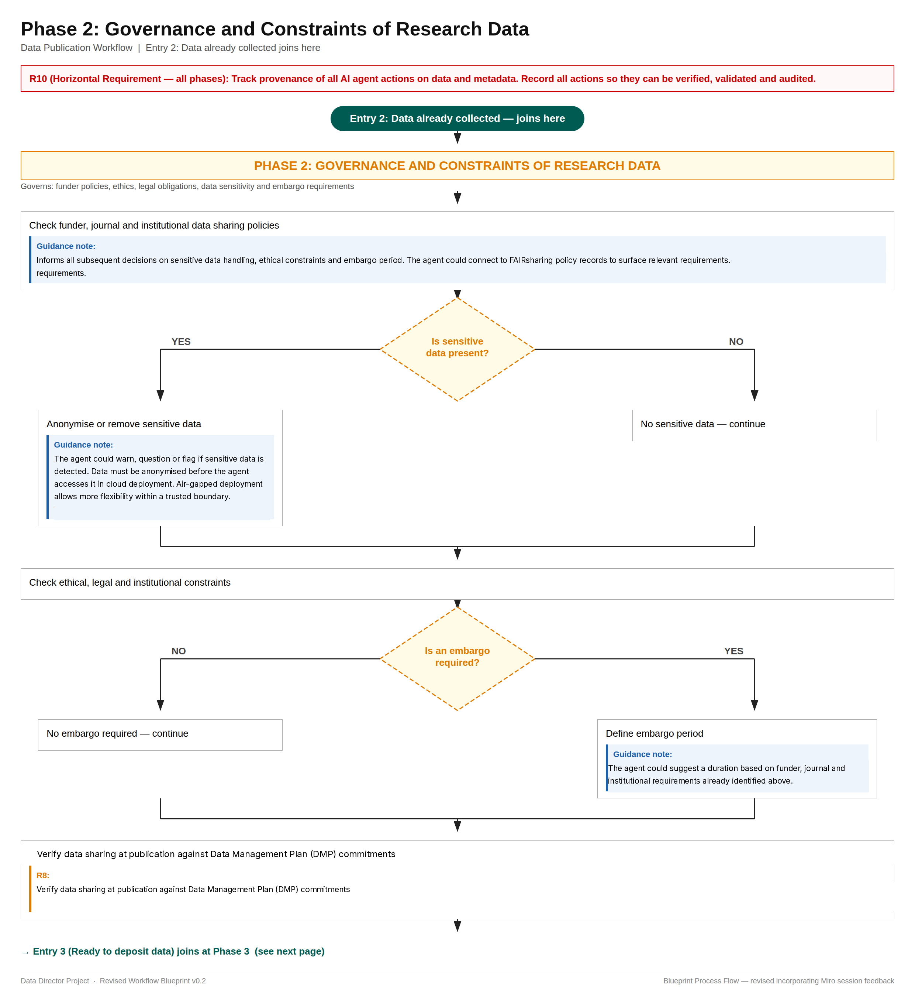 Phase 2: Governance and Constraints of Research Data
Data Publication Workflow | Entry 2: Data already collected joins here
R10 (Horizontal Requirement — all phases): Track provenance of all AI agent actions on data and metadata. Record all actions so they can be verified, validated and audited.
Entry 2: Data already collected — joins here
PHASE 2: GOVERNANCE AND CONSTRAINTS OF RESEARCH DATA
Governs: funder policies, ethics, legal obligations, data sensitivity and embargo requirements
Check funder, journal and institutional data sharing policies
Guidance note:
Informs all subsequent decisions on sensitive data handling, ethical constraints and embargo period. The agent could connect to FAIRsharing policy records to surface relevant requirements.
requirements.
Is sensitive
data present?
YES
NO
Anonymise or remove sensitive data
Guidance note:
The agent could warn, question or flag if sensitive data is
detected. Data must be anonymised before the agent
accesses it in cloud deployment. Air-gapped deployment
allows more flexibility within a trusted boundary.
No sensitive data — continue
Check ethical, legal and institutional constraints
Is an embargo
required?
NO
YES
No embargo required — continue
Define embargo period
Guidance note:
The agent could suggest a duration based on funder, journal and
institutional requirements already identified above.
Verify data sharing at publication against Data Management Plan (DMP) commitments
R8:
Verify data sharing at publication against Data Management Plan (DMP) commitments
→ Entry 3 (Ready to deposit data) joins at Phase 3 (see next page)
Data Director Project · Revised Workflow Blueprint v0.2
Blueprint Process Flow — revised incorporating Miro session feedback